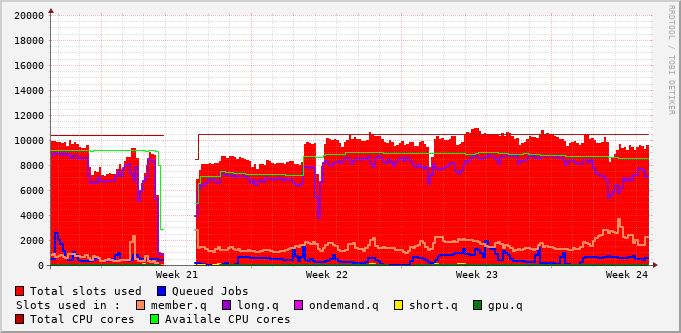 RRDTOOL / TOBI OETIKER
20000
18000
16000
14000
12000
10000
8000
6000
4000
2000
0
Week 21 Week 22 Week 23 Week 24
Total slots used Queued Jobs
Slots used in : member.q long.q ondemand.q short.q gpu.q
Total CPU cores Availale CPU cores